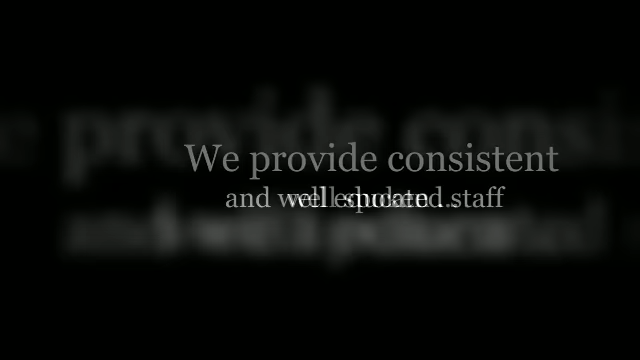 We provide consistent
and well educated staff